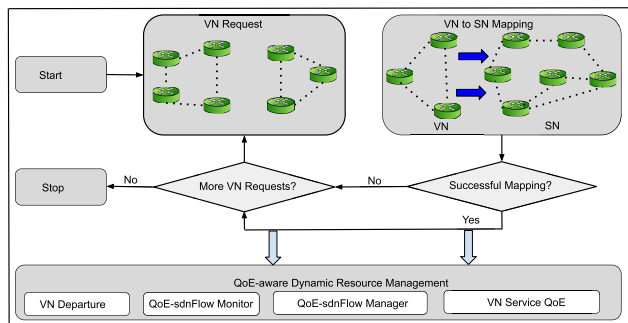 VN Request
VN to SN Mapping
Start
VN
SN
Stop
No
More VN Requests?
No
Successful Mapping?
Yes
QoE-aware Dynamic Resource Management
VN Departure
QoE-sdnFlow Monitor
QoE-sdnFlow Manager
VN Service QoE